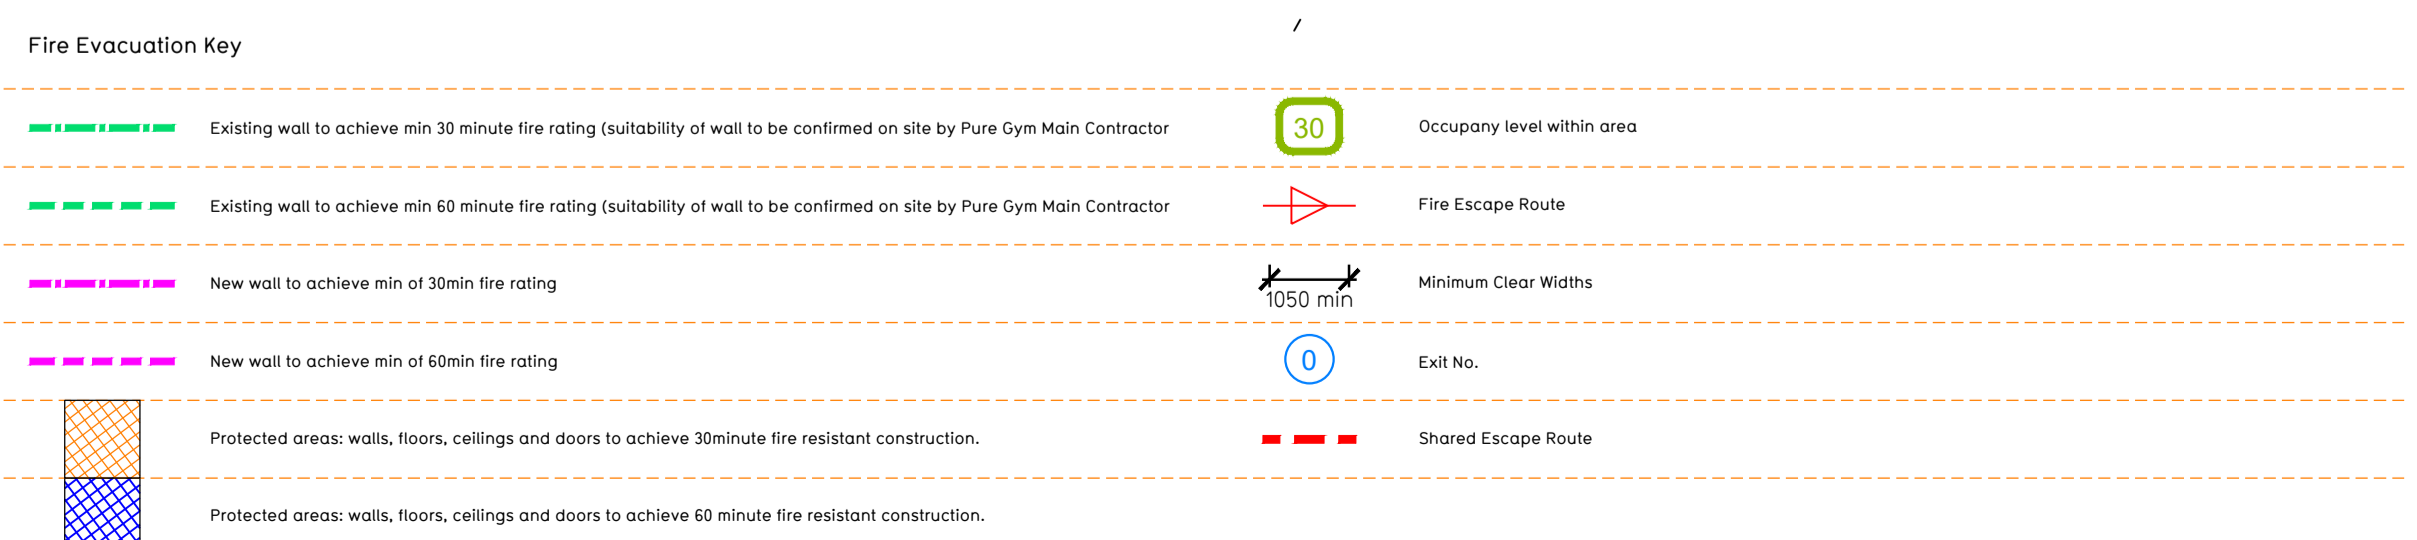 Fire Evacuation Key
Existing wall to achieve min 30 minute fire rating (suitability of wall to be confirmed on site by Pure Gym Main Contractor
30
Occupany level within area
Existing wall to achieve min 60 minute fire rating (suitability of wall to be confirmed on site by Pure Gym Main Contractor
Fire Escape Route
New wall to achieve min of 30min fire rating
1050 min
Minimum Clear Widths
New wall to achieve min of 60min fire rating
0
Exit No.
Protected areas: walls, floors, ceilings and doors to achieve 30minute fire resistant construction.
Shared Escape Route
Protected areas: walls, floors, ceilings and doors to achieve 60 minute fire resistant construction.